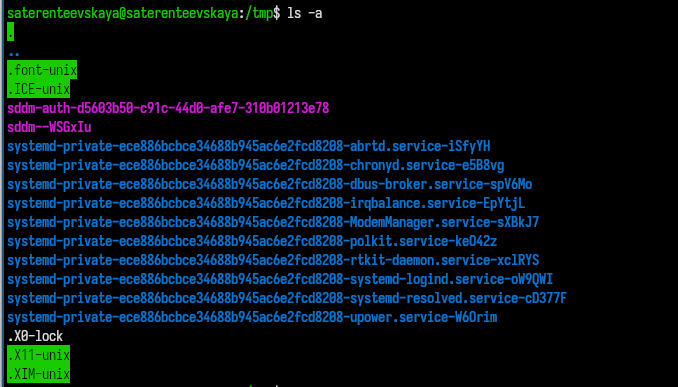 saterenteevskaya@saterenteevskaya:/tmp$ ls -a
.
..
.font-unix
.ICE-unix
sddm-auth-d5603b50-c91c-44d0-afe7-310b01213e78
sddm--WSGxIu
systemd-private-ece886bcbce34688b945ac6e2fcd8208-abrtd.service-iSfyYH
systemd-private-ece886bcbce34688b945ac6e2fcd8208-chronyd.service-e5B8vg
systemd-private-ece886bcbce34688b945ac6e2fcd8208-dbus-broker.service-spV6Mo
systemd-private-ece886bcbce34688b945ac6e2fcd8208-irqbalance.service-EpYtjL
systemd-private-ece886bcbce34688b945ac6e2fcd8208-ModemManager.service-sXBkJ7
systemd-private-ece886bcbce34688b945ac6e2fcd8208-polkit.service-keO42z
systemd-private-ece886bcbce34688b945ac6e2fcd8208-rtkit-daemon.service-xclRYS
systemd-private-ece886bcbce34688b945ac6e2fcd8208-systemd-logind.service-oW9QWI
systemd-private-ece886bcbce34688b945ac6e2fcd8208-systemd-resolved.service-cD377F
systemd-private-ece886bcbce34688b945ac6e2fcd8208-upower.service-W6Orim
.X0-lock
.X11-unix
.XIM-unix